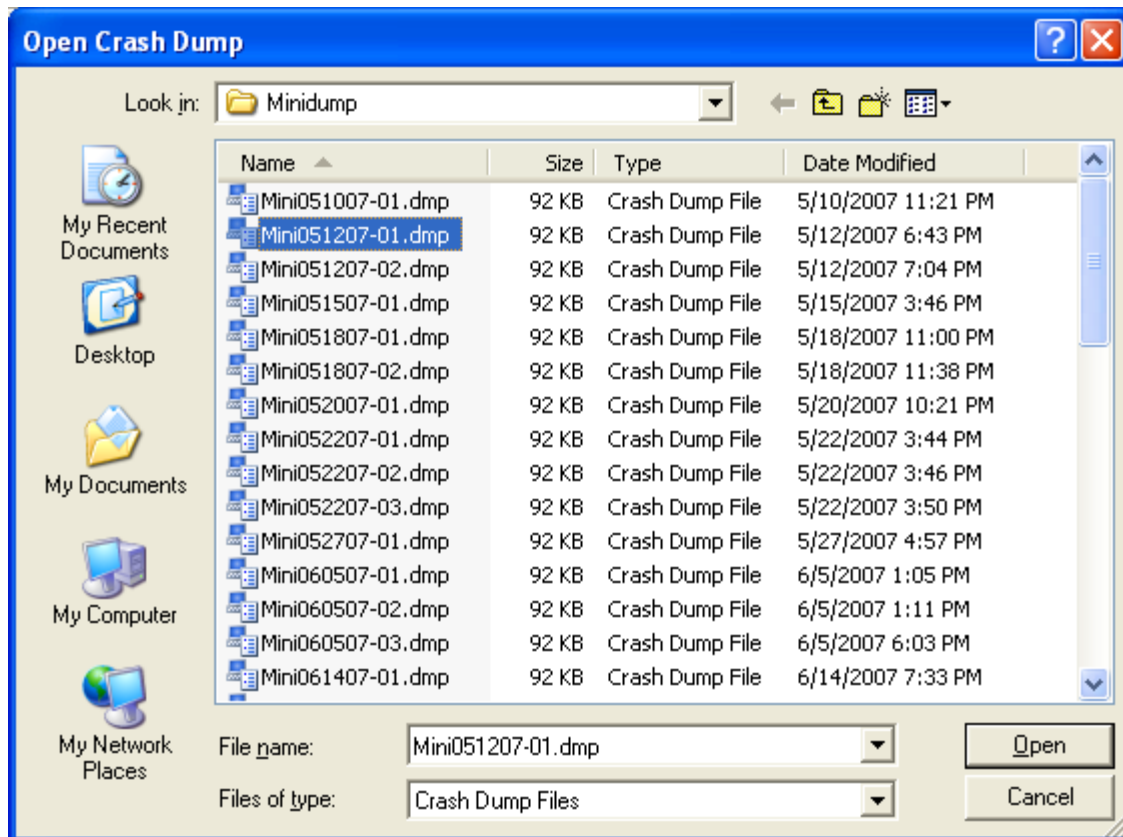 Open Crash Dump
Look in: Minidump
Name Size Type Date Modified
Mini051007-01.dmp 92 KB Crash Dump File 5/10/2007 11:21 PM
Mini051207-01.dmp 92 KB Crash Dump File 5/12/2007 6:43 PM
Mini051207-02.dmp 92 KB Crash Dump File 5/12/2007 7:04 PM
Mini051507-01.dmp 92 KB Crash Dump File 5/15/2007 3:46 PM
Mini051807-01.dmp 92 KB Crash Dump File 5/18/2007 11:00 PM
Mini051807-02.dmp 92 KB Crash Dump File 5/18/2007 11:38 PM
Mini052007-01.dmp 92 KB Crash Dump File 5/20/2007 10:21 PM
Mini052207-01.dmp 92 KB Crash Dump File 5/22/2007 3:44 PM
Mini052207-02.dmp 92 KB Crash Dump File 5/22/2007 3:46 PM
Mini052207-03.dmp 92 KB Crash Dump File 5/22/2007 3:50 PM
Mini052707-01.dmp 92 KB Crash Dump File 5/27/2007 4:57 PM
Mini060507-01.dmp 92 KB Crash Dump File 6/5/2007 1:05 PM
Mini060507-02.dmp 92 KB Crash Dump File 6/5/2007 1:11 PM
Mini060507-03.dmp 92 KB Crash Dump File 6/5/2007 6:03 PM
Mini061407-01.dmp 92 KB Crash Dump File 6/14/2007 7:33 PM
My Recent
Documents
Desktop
My Documents
My Computer
My Network
Places
File name: Mini051207-01.dmp Open
Files of type: Crash Dump Files Cancel